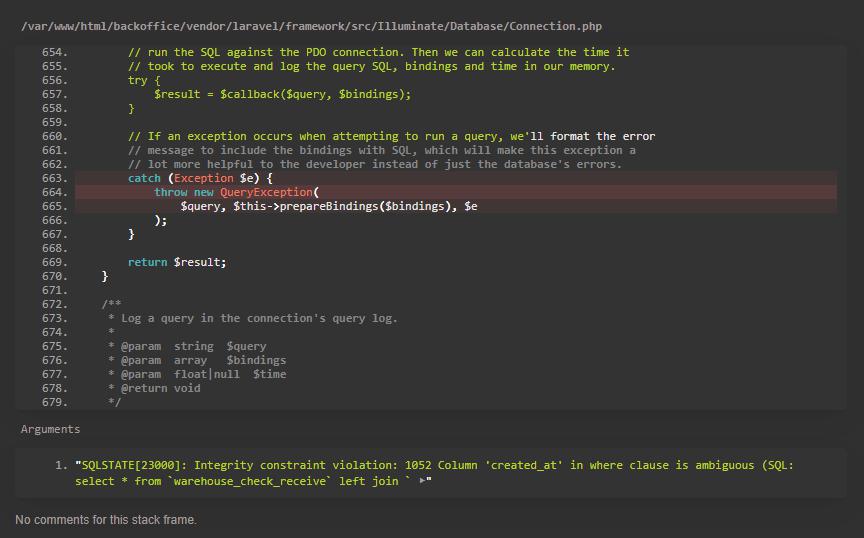 /var/www/html/backoffice/vendor/laravel/framework/src/Illuminate/Database/Connection.php
654.         // run the SQL against the PDO connection. Then we can calculate the time it
655.         // took to execute and log the query SQL, bindings and time in our memory.
656.         try {
657.             $result = $callback($query, $bindings);
658.         }
659.
660.         // If an exception occurs when attempting to run a query, we'll format the error
661.         // message to include the bindings with SQL, which will make this exception a
662.         // lot more helpful to the developer instead of just the database's errors.
663.         catch (Exception $e) {
664.             throw new QueryException(
665.                 $query, $this->prepareBindings($bindings), $e
666.             );
667.         }
668.
669.         return $result;
670.     }
671.
672.     /**
673.      * Log a query in the connection's query log.
674.      *
675.      * @param  string  $query
676.      * @param  array   $bindings
677.      * @param  float|null  $time
678.      * @return void
679.      */
Arguments
1. "SQLSTATE[23000]: Integrity constraint violation: 1052 Column 'created_at' in where clause is ambiguous (SQL:
select * from `warehouse_check_receive` left join ` ▶"
No comments for this stack frame.